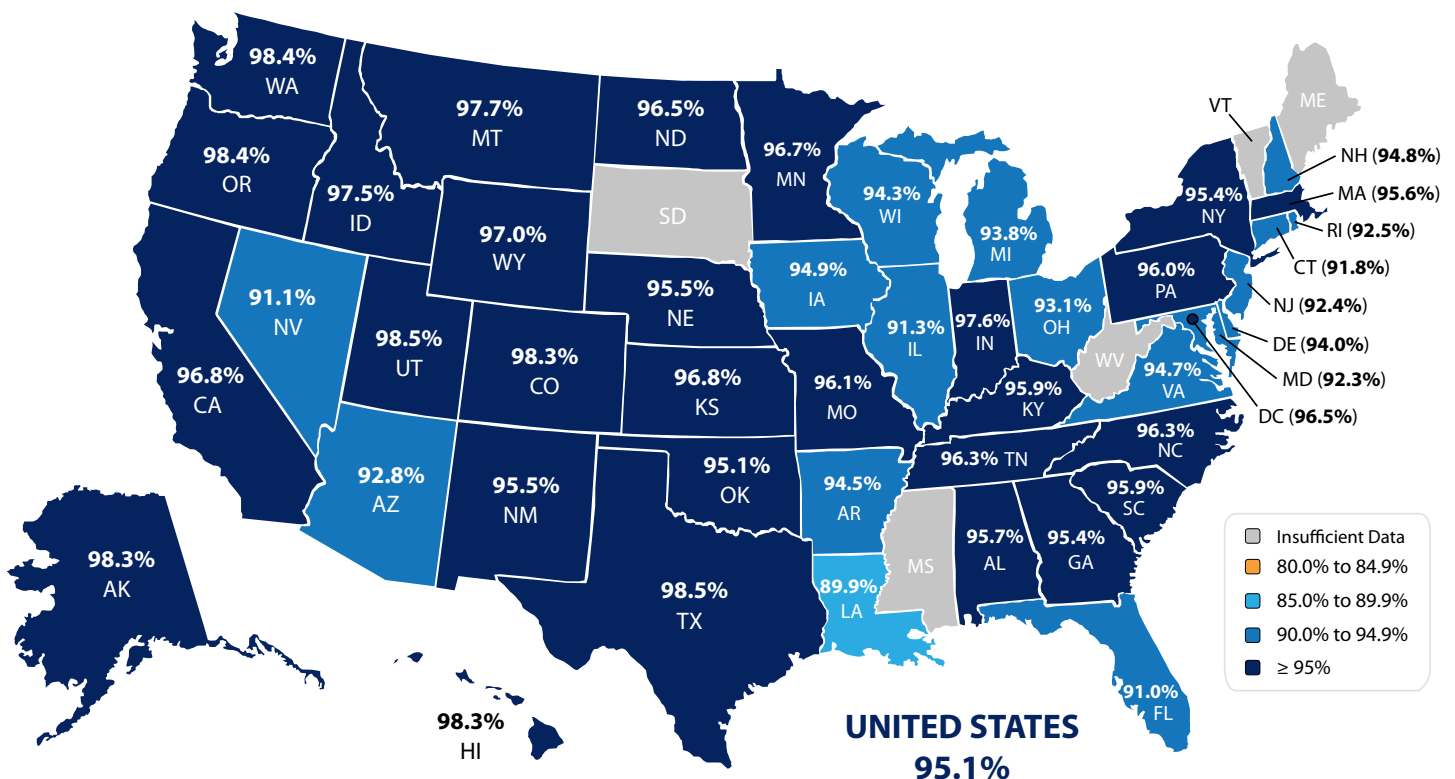 98.4%
WA
98.4%
OR
97.5%
ID
97.7%
MT
96.5%
ND
96.7%
MN
SD
97.0%
WY
95.5%
NE
94.3%
WI
93.8%
MI
94.9%
IA
91.1%
NV
98.5%
UT
98.3%
CO
96.8%
KS
96.1%
MO
91.3%
IL
97.6%
IN
93.1%
OH
96.8%
CA
92.8%
AZ
95.5%
NM
95.1%
OK
98.5%
TX
94.5%
AR
89.9%
LA
MS
95.7%
AL
95.4%
GA
91.0%
FL
95.9%
SC
96.3%
NC
96.3% TN
95.9%
KY
WV
94.7%
VA
96.0%
PA
95.4%
NY
VT
ME
NH (94.8%)
MA (95.6%)
RI (92.5%)
CT (91.8%)
NJ (92.4%)
DE (94.0%)
MD (92.3%)
DC (96.5%)
98.3%
AK
98.3%
HI
Insufficient Data
80.0% to 84.9%
85.0% to 89.9%
90.0% to 94.9%
≥ 95%
UNITED STATES
95.1%